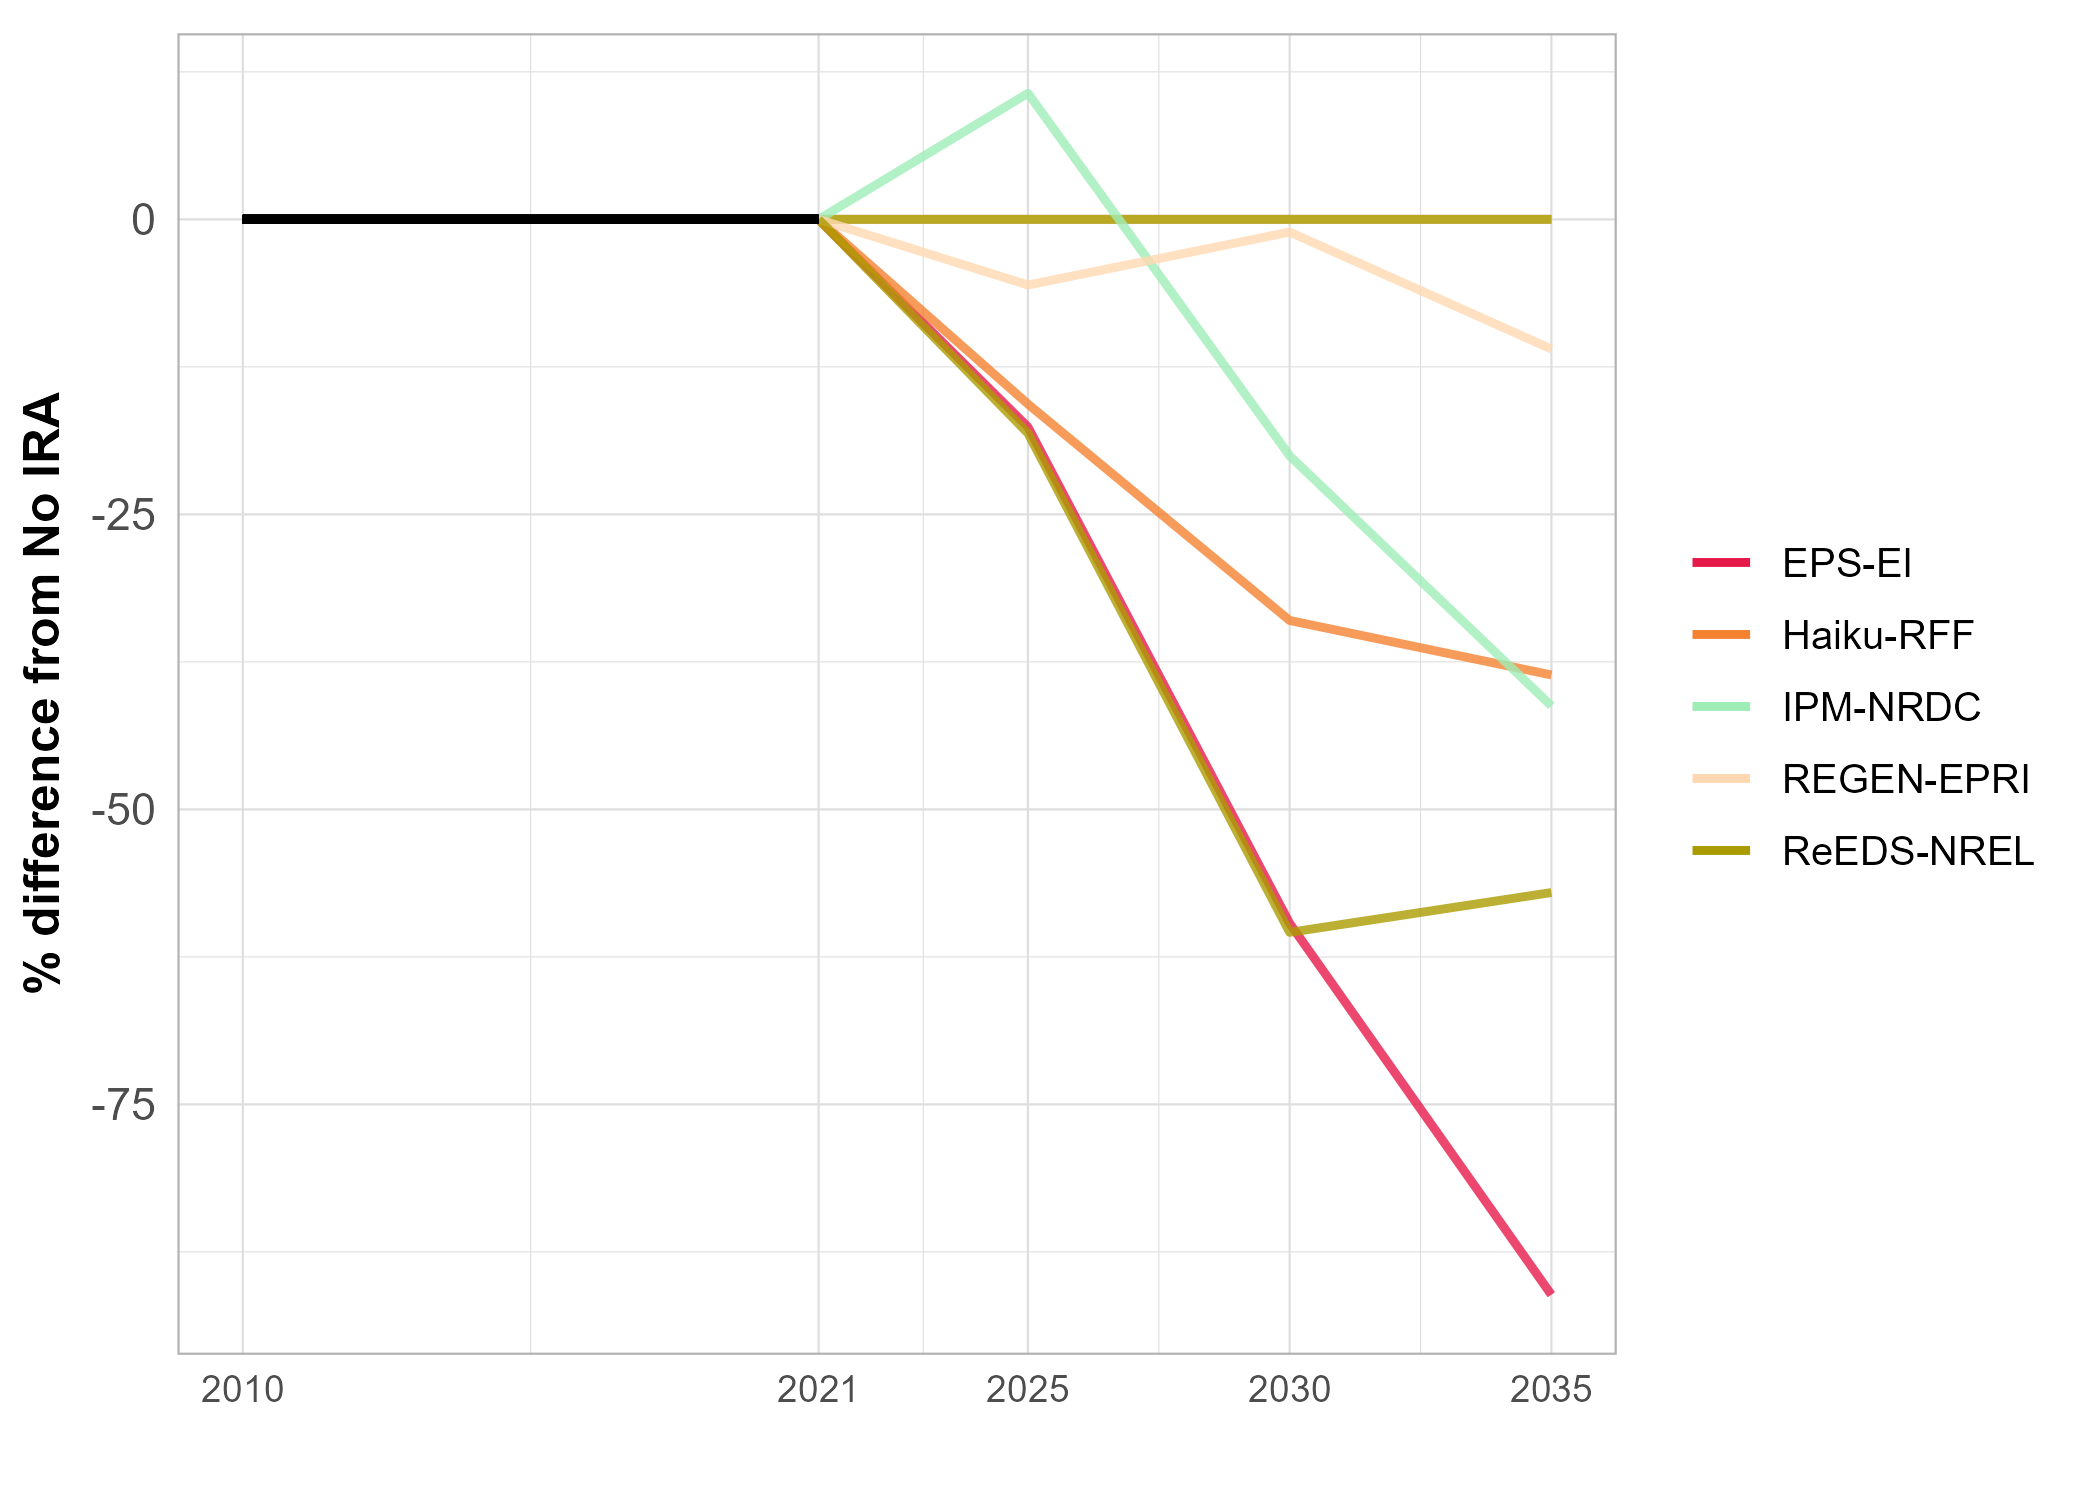 % difference from No IRA
0
-25
-50
-75
2010 2021 2025 2030 2035
EPS-EI
Haiku-RFF
IPM-NRDC
REGEN-EPRI
ReEDS-NREL